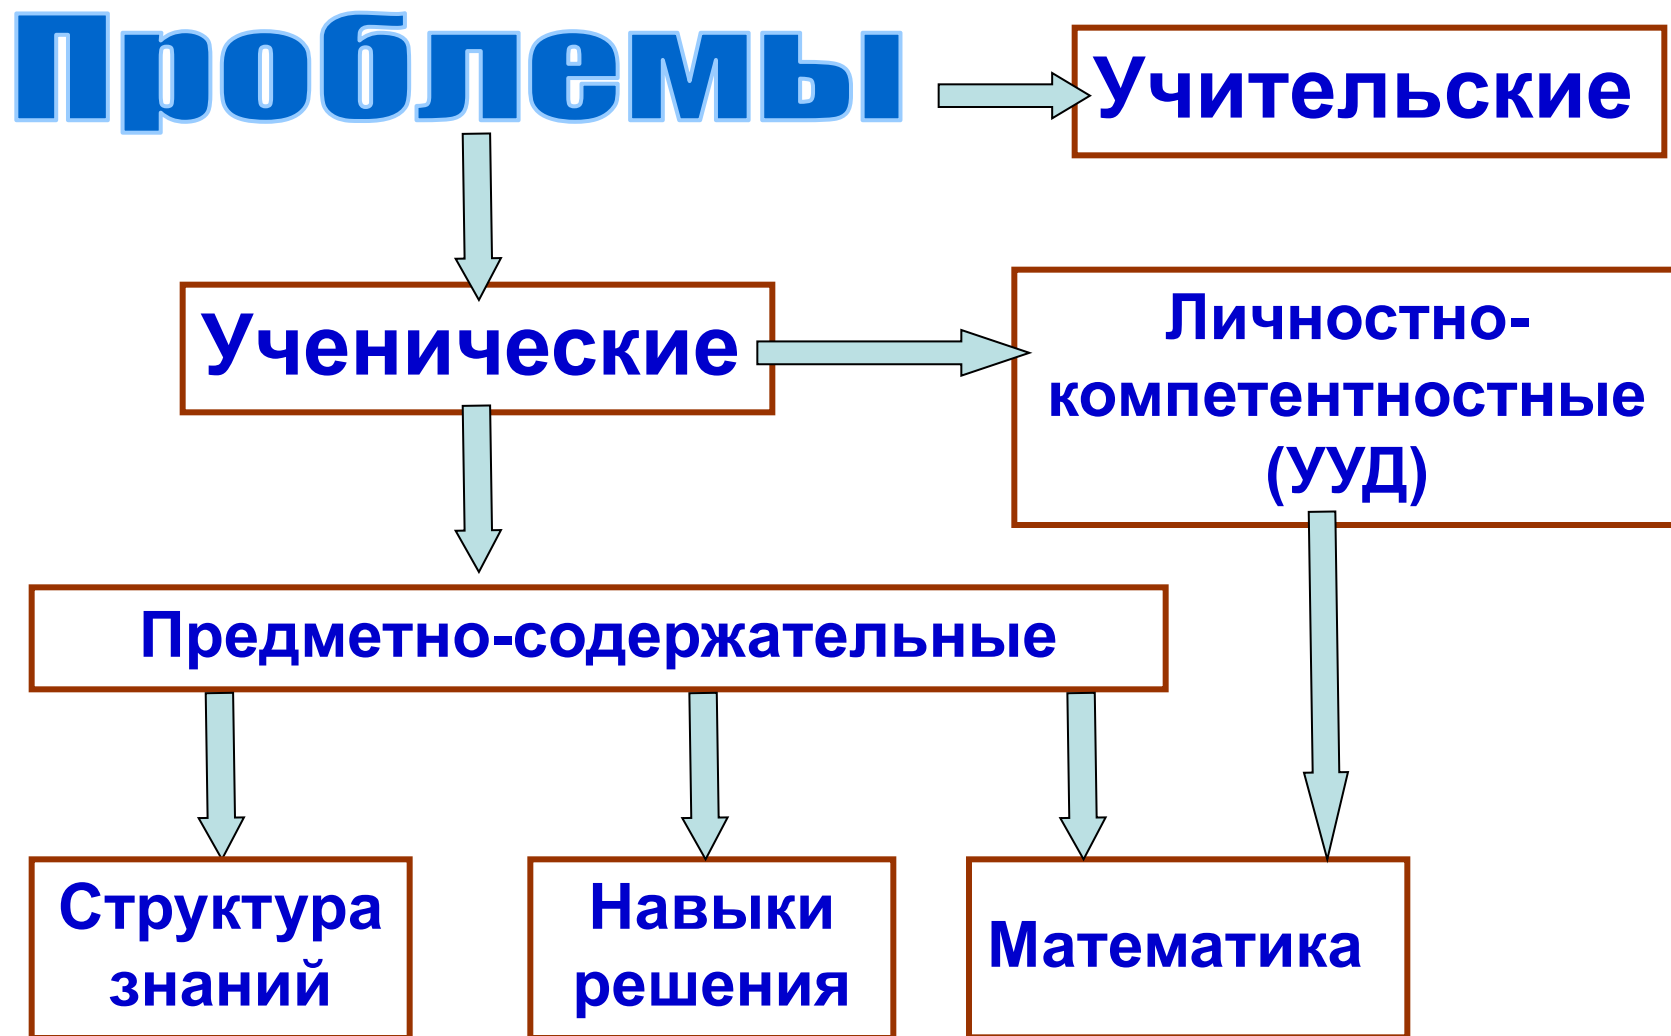 Проблемы
Учительские
Ученические
Личностно-
компетентностные
(УУД)
Предметно-содержательные
Структура
знаний
Навыки
решения
Математика